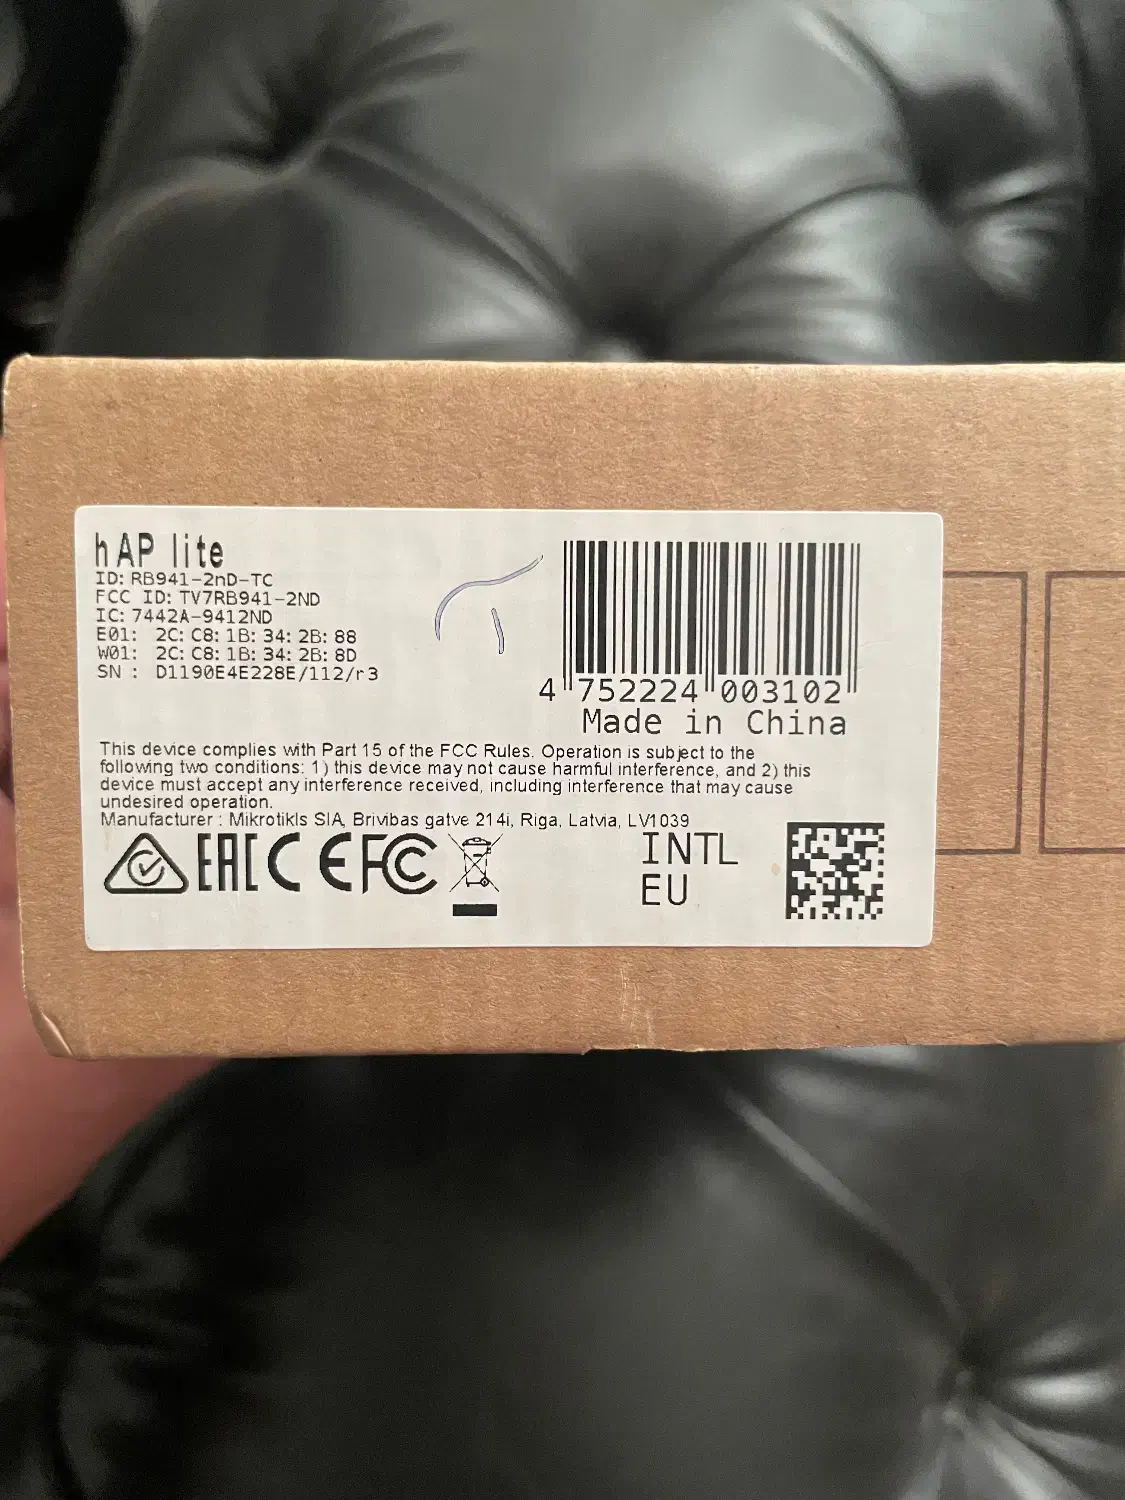 hAP lite
ID: RB941-2nD-TC
FCC ID: TV7RB941-2ND
IC: 7442A-9412ND
E01: 2C: C8: 1B: 34: 2B: 88
W01: 2C: C8: 1B: 34: 2B: 8D
SN : D1190E4E228E/112/r3
4 752224 003102
Made in China
This device complies with Part 15 of the FCC Rules. Operation is subject to the
following two conditions: 1) this device may not cause harmful interference, and 2) this
device must accept any interference received, including interference that may cause
undesired operation.
Manufacturer : Mikrotikls SIA, Brivibas gatve 214i, Riga, Latvia, LV1039
EAC CE FC
INTL
EU